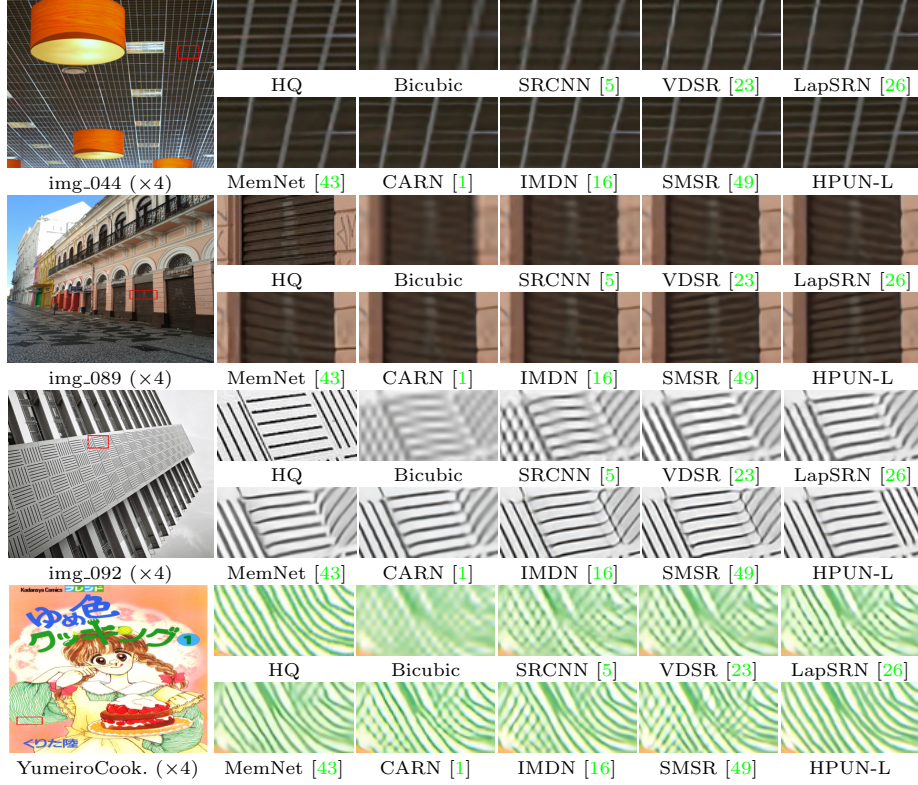 HQ Bicubic SRCNN [5] VDSR [23] LapSRN [26]
img_044 (×4) MemNet [43] CARN [1] IMDN [16] SMSR [49] HPUN-L
HQ Bicubic SRCNN [5] VDSR [23] LapSRN [26]
img_089 (×4) MemNet [43] CARN [1] IMDN [16] SMSR [49] HPUN-L
HQ Bicubic SRCNN [5] VDSR [23] LapSRN [26]
img_092 (×4) MemNet [43] CARN [1] IMDN [16] SMSR [49] HPUN-L
Kadokawa Comics フレンド
ゆめ色
クッキング 1
くりた陸
HQ Bicubic SRCNN [5] VDSR [23] LapSRN [26]
YumeiroCook. (×4) MemNet [43] CARN [1] IMDN [16] SMSR [49] HPUN-L